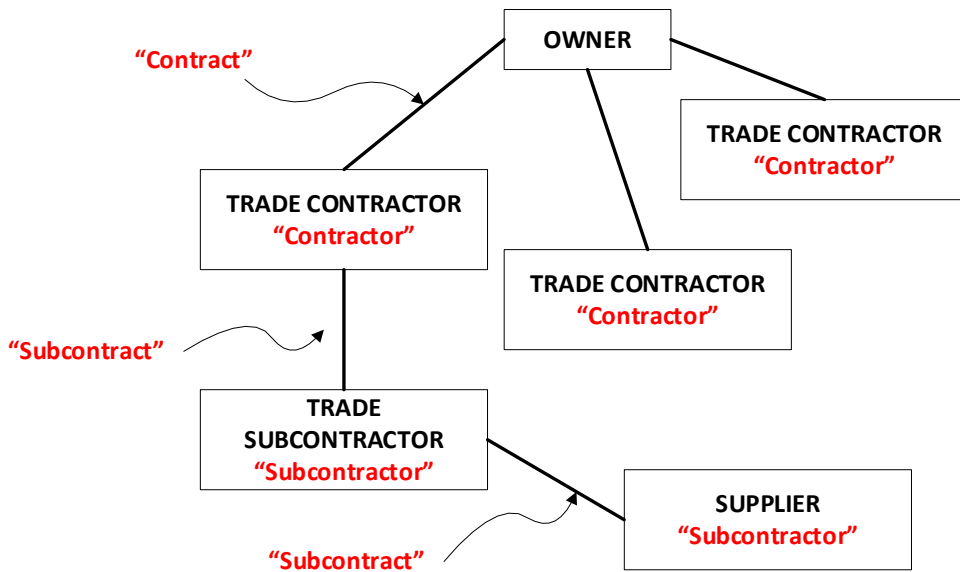 OWNER
“Contract”
TRADE CONTRACTOR
“Contractor”
TRADE CONTRACTOR
“Contractor”
TRADE CONTRACTOR
“Contractor”
“Subcontract”
TRADE
SUBCONTRACTOR
“Subcontractor”
SUPPLIER
“Subcontractor”
“Subcontract”